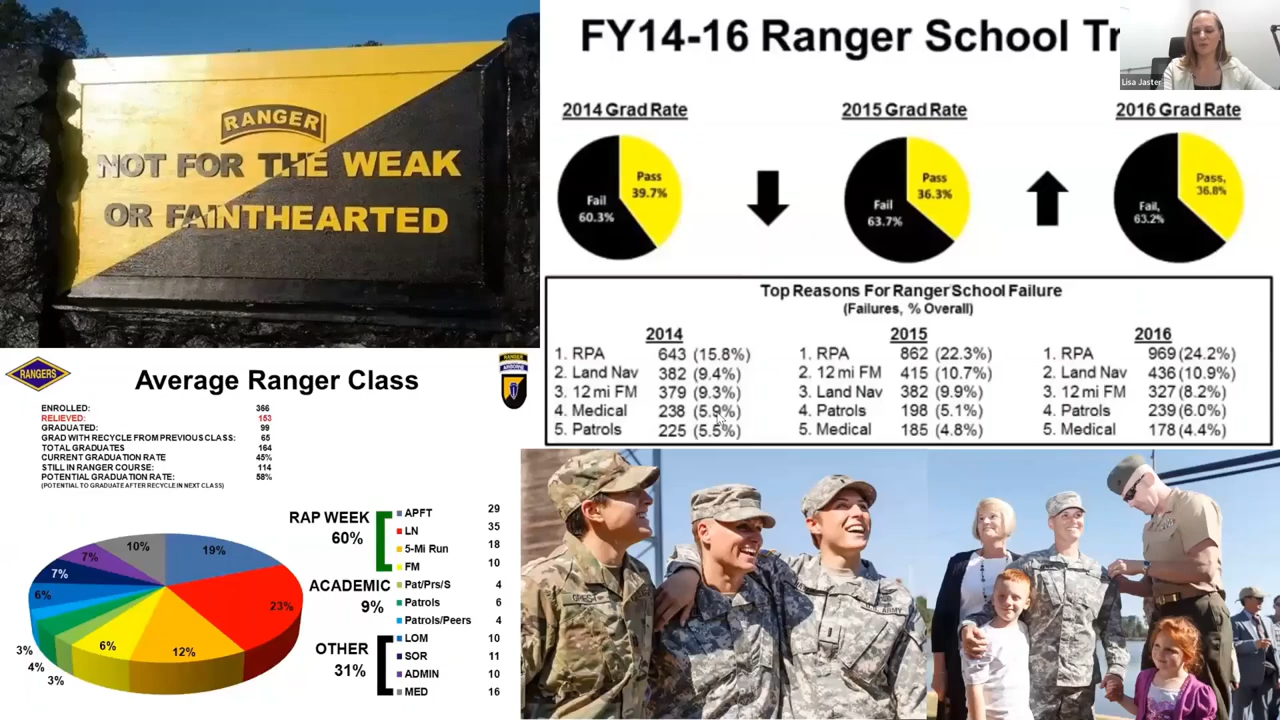 RANGER
NOT FOR THE WEAK
OR FAINTHEARTED
FY14-16 Ranger School Tr
Lisa Jaster
2014 Grad Rate
2015 Grad Rate
2016 Grad Rate
Pass
39.7%
Fail
60.3%
Pass
36.3%
Fail
63.7%
Pass,
36.8%
Fail,
63.2%
Top Reasons For Ranger School Failure
(Failures, % Overall)
2014
1. RPA 643 (15.8%)
2. Land Nav 382 (9.4%)
3. 12 mi FM 379 (9.3%)
4. Medical 238 (5.9%)
5. Patrols 225 (5.5%)
2015
1. RPA 862 (22.3%)
2. 12 mi FM 415 (10.7%)
3. Land Nav 382 (9.9%)
4. Patrols 198 (5.1%)
5. Medical 185 (4.8%)
2016
1. RPA 969 (24.2%)
2. Land Nav 436 (10.9%)
3. 12 mi FM 327 (8.2%)
4. Patrols 239 (6.0%)
5. Medical 178 (4.4%)
RANGERS
Average Ranger Class
ENROLLED: 366
RELIEVED: 153
GRADUATED: 99
GRAD WITH RECYCLE FROM PREVIOUS CLASS: 65
TOTAL GRADUATES 164
CURRENT GRADUATION RATE 45%
STILL IN RANGER COURSE: 114
POTENTIAL GRADUATION RATE: 58%
(POTENTIAL TO GRADUATE AFTER RECYCLE IN NEXT CLASS)
19%
23%
12%
6%
3%
4%
3%
6%
7%
7%
10%
RAP WEEK
60%
ACADEMIC
9%
OTHER
31%
APFT 29
LN 35
5-Mi Run 18
FM 10
Pat/Prs/S 4
Patrols 6
Patrols/Peers 4
LOM 10
SOR 11
ADMIN 10
MED 16
U.S. ARMY